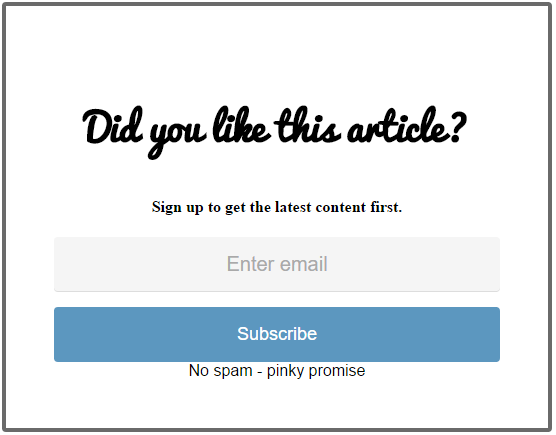 Did you like this article?
Sign up to get the latest content first.
Enter email
Subscribe
No spam - pinky promise